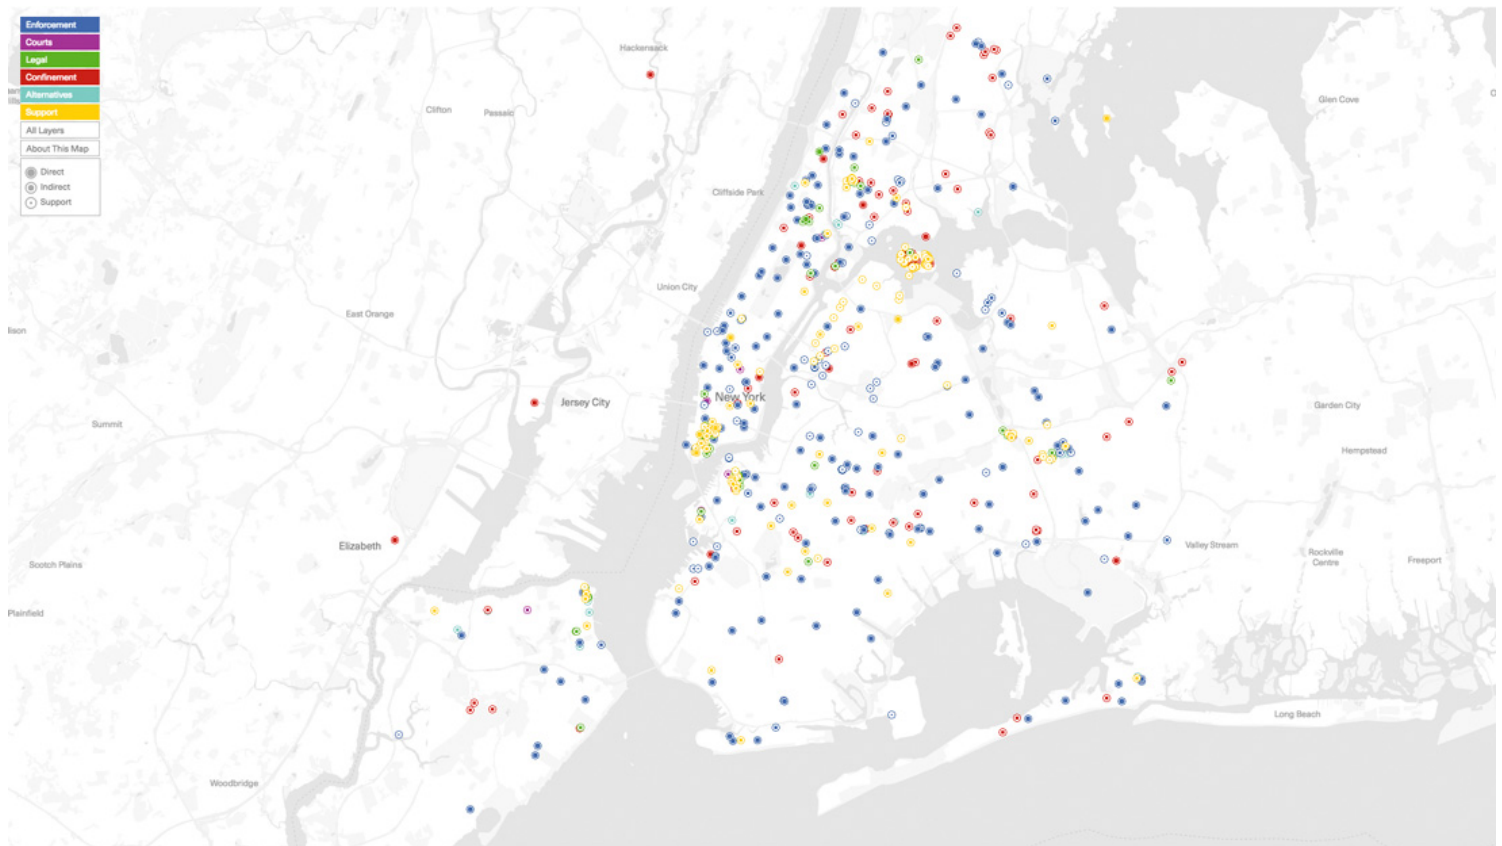 Enforcement
Courts
Legal
Confinement
Alternatives
Support
All Layers
About This Map
Direct
Indirect
Support
Hackensack
Clifton
Passaic
Glen Cove
Cliffside Park
Union City
East Orange
Jersey City
New York
Garden City
Summit
Hempstead
Elizabeth
Valley Stream
Rockville
Centre
Freeport
Scotch Plains
Plainfield
Long Beach
Woodbridge